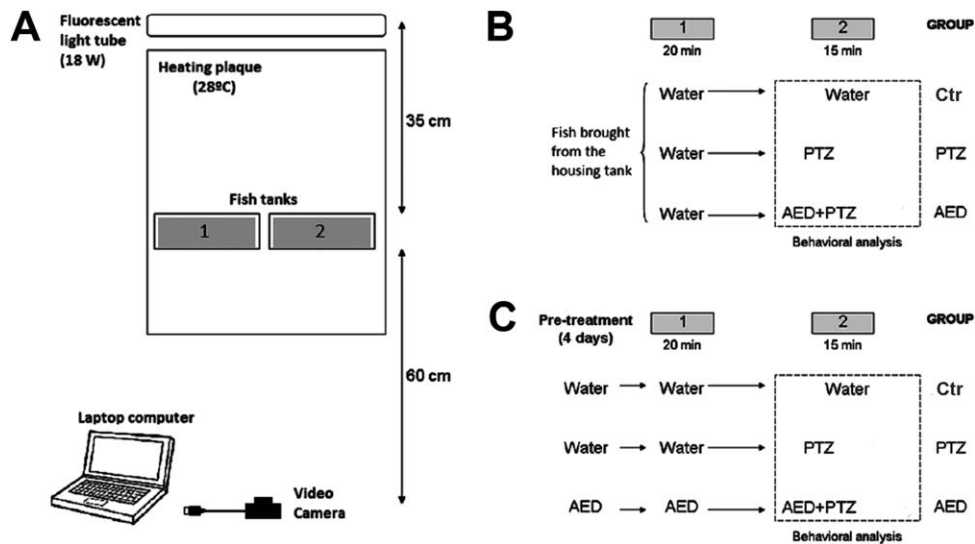 A
Fluorescent
light tube
(18 W)
Heating plaque
(28ºC)
35 cm
Fish tanks
1
2
60 cm
Laptop computer
Video
Camera
B
1
2
GROUP
20 min
15 min
Fish brought
from the
housing tank
Water
Water
Ctr
Water
PTZ
PTZ
Water
AED+PTZ
AED
Behavioral analysis
C
Pre-treatment
(4 days)
1
2
GROUP
20 min
15 min
Water
Water
Water
Ctr
Water
Water
PTZ
PTZ
AED
AED
AED+PTZ
AED
Behavioral analysis